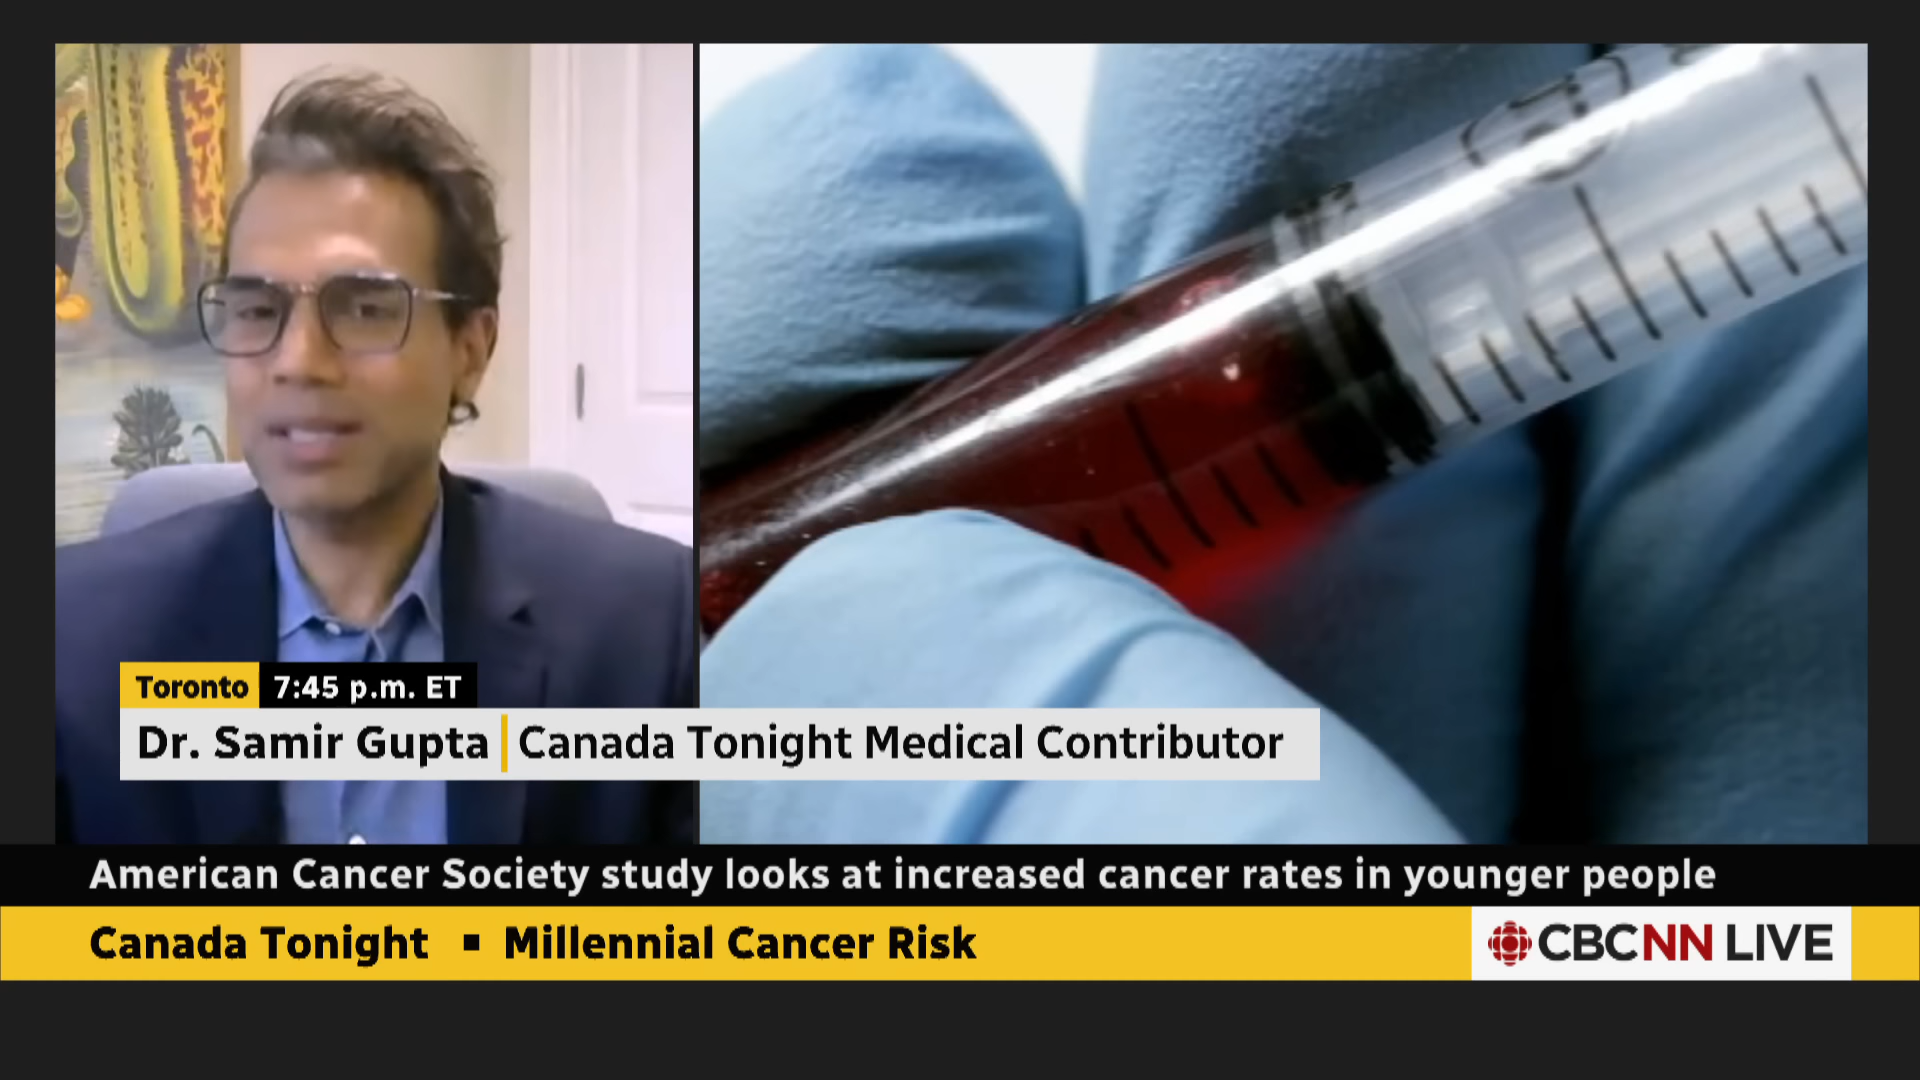 Toronto 7:45 p.m. ET
Dr. Samir Gupta Canada Tonight Medical Contributor
American Cancer Society study looks at increased cancer rates in younger people
Canada Tonight ▪ Millennial Cancer Risk
CBCNN LIVE